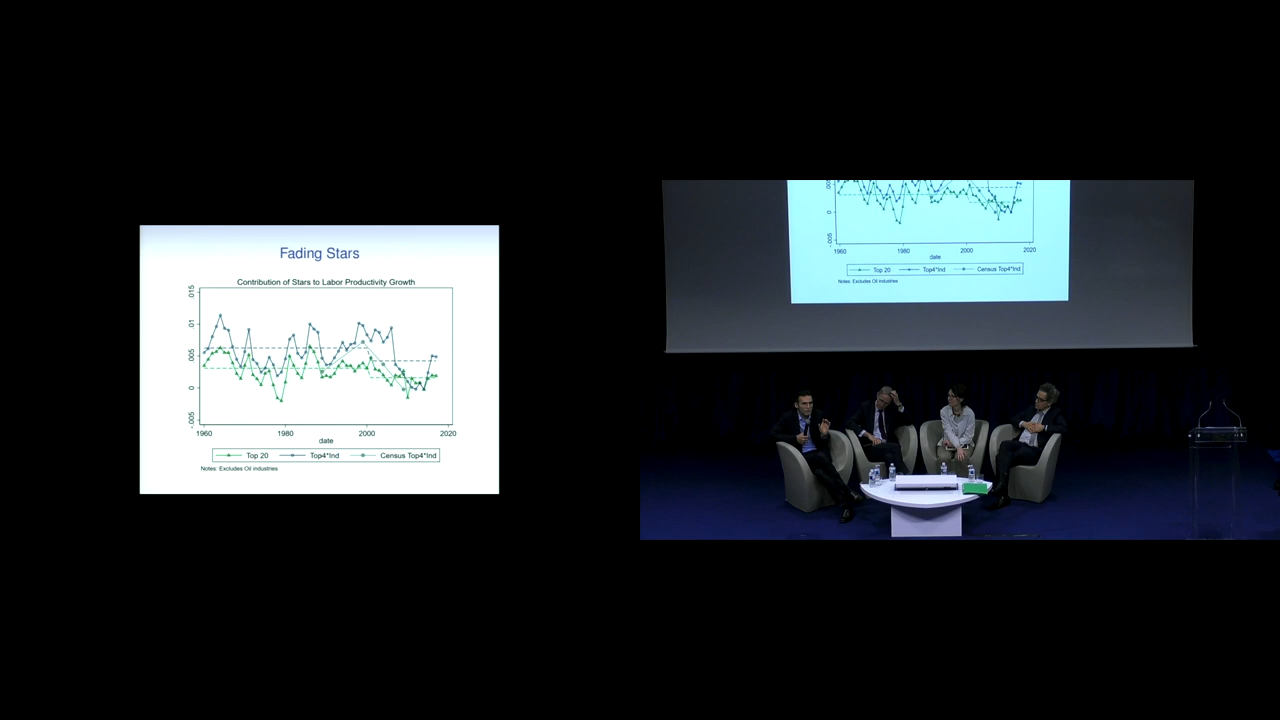 Fading Stars
Contribution of Stars to Labor Productivity Growth
.015
.01
.005
0
-.005
1960 1980 2000 2020
date
Top 20 Top4*Ind Census Top4*Ind
Notes: Excludes Oil industries
0
-.005
1960 1980 2000 2020
date
Top 20 Top4*Ind Census Top4*Ind
Notes: Excludes Oil industries